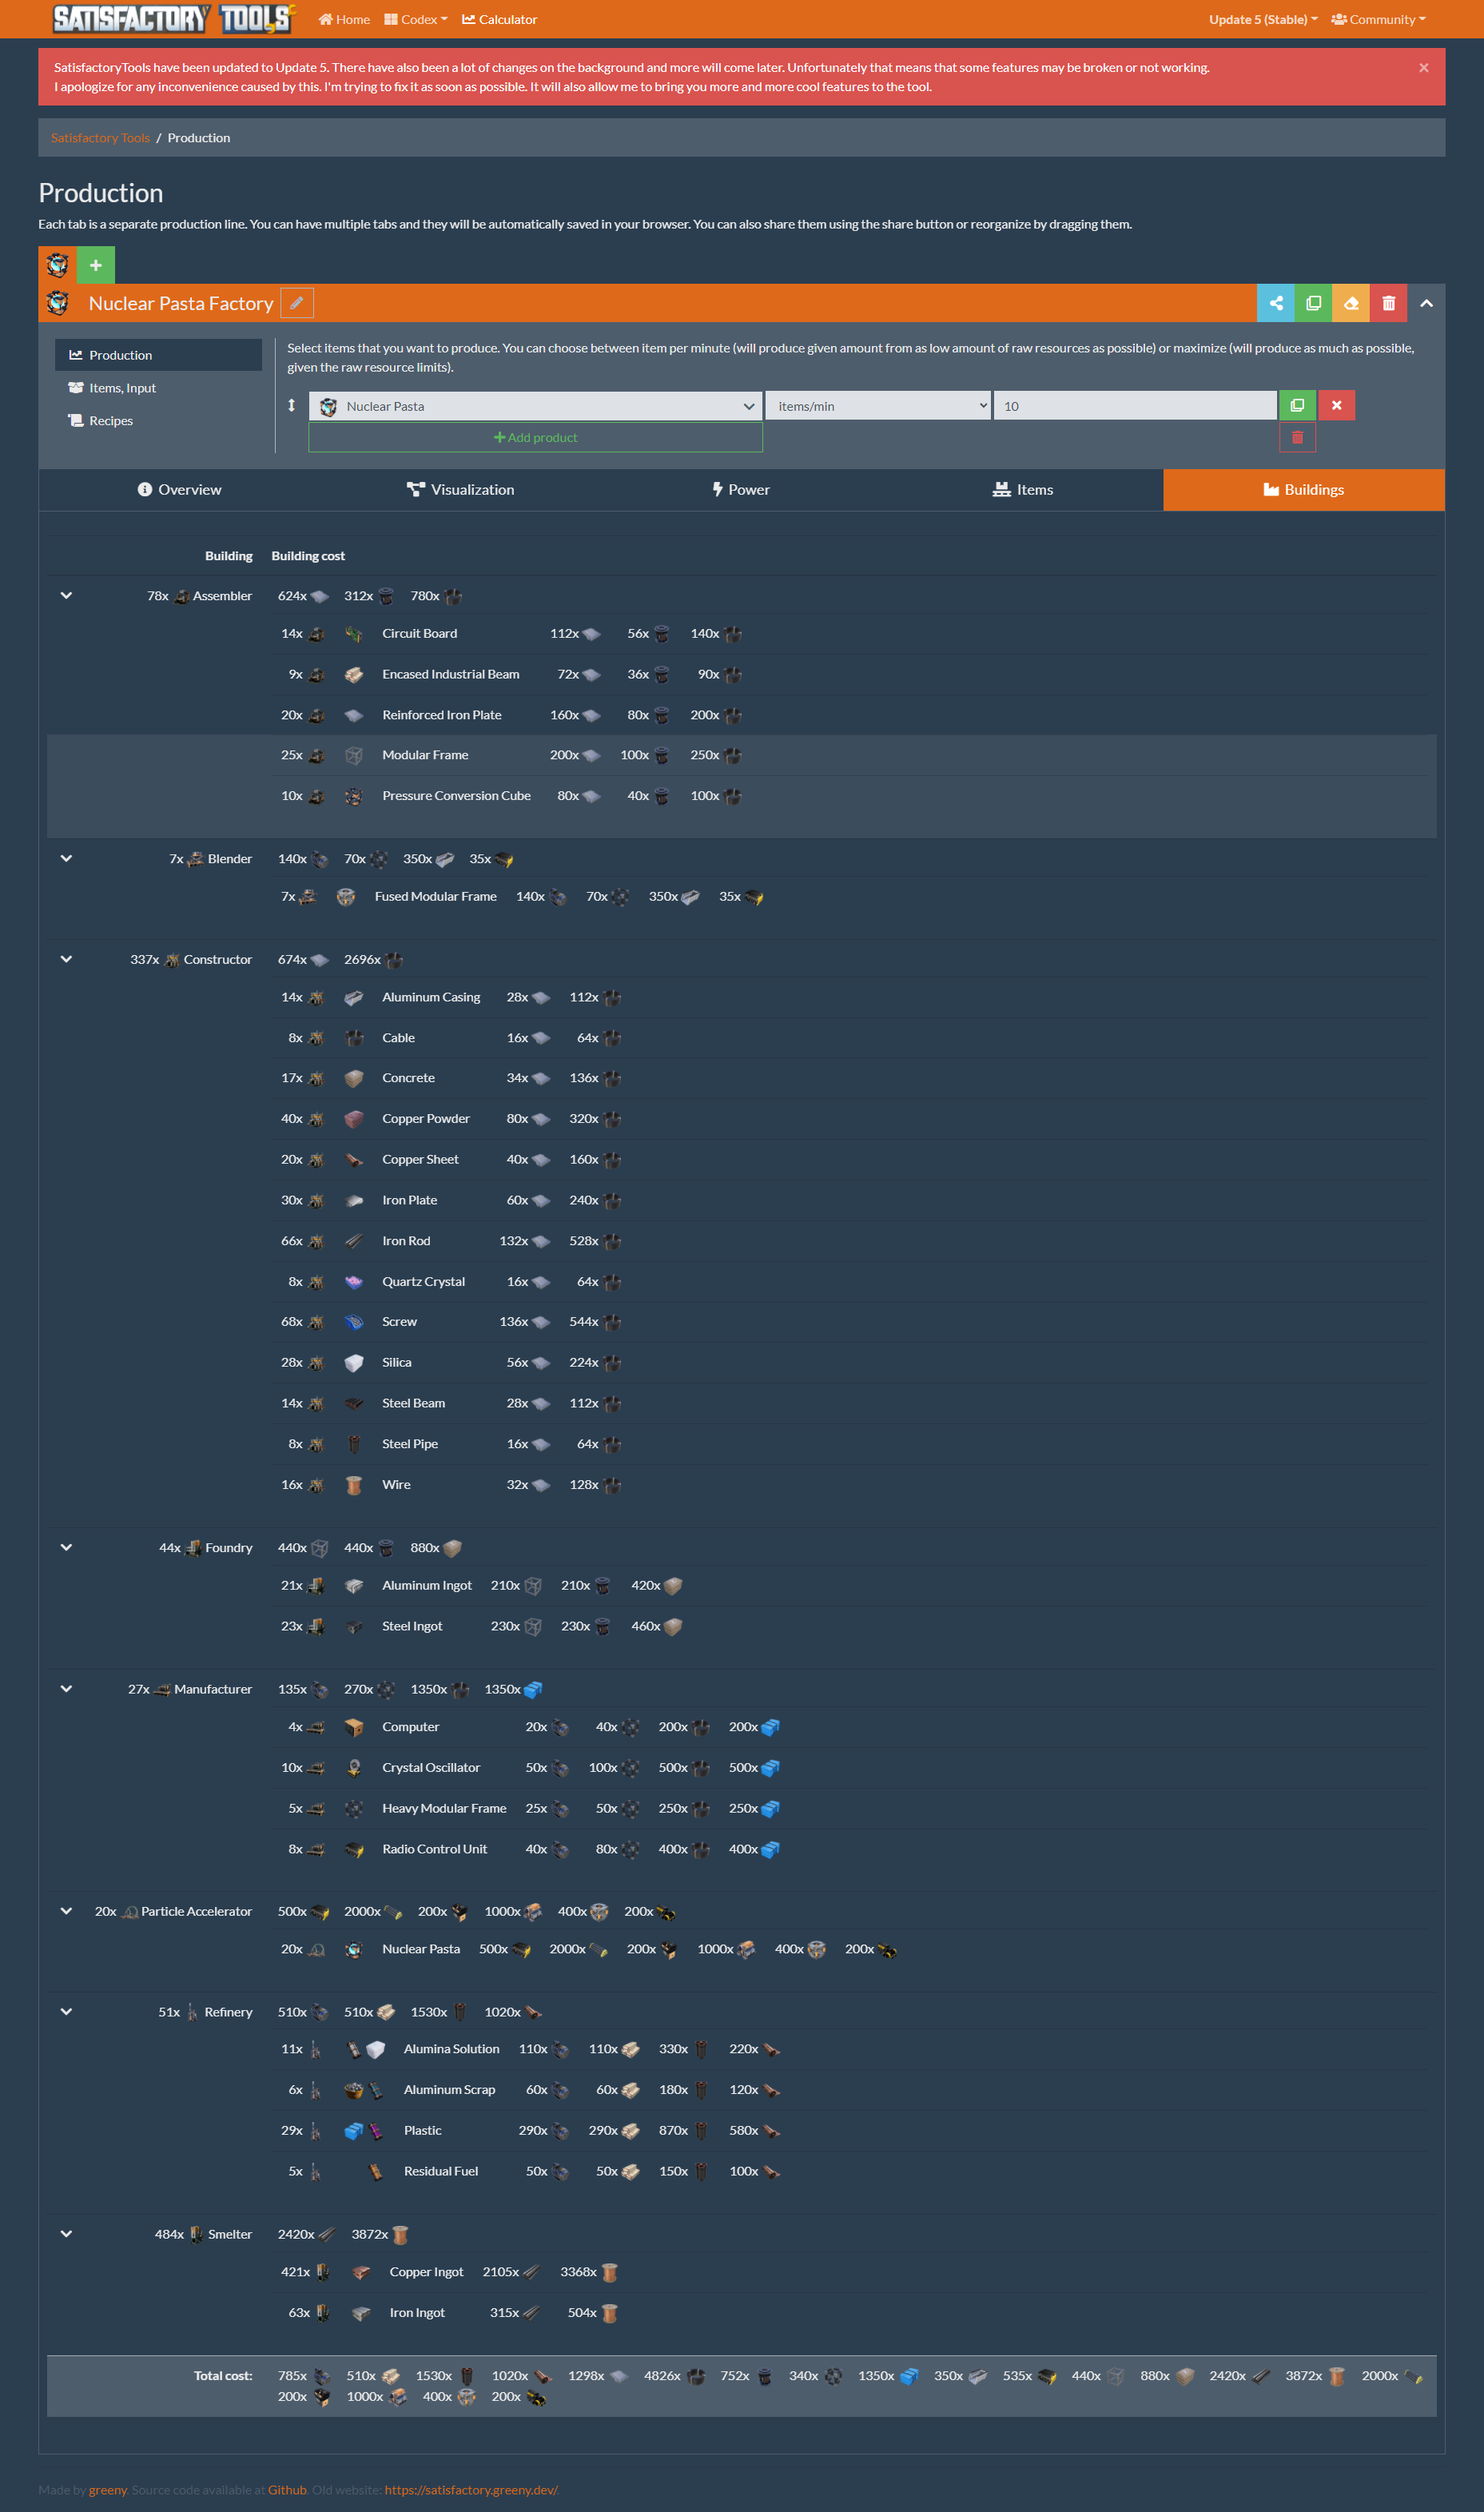 SATISFACTORY TOOLS
Home Codex Calculator Update 5 (Stable) Community
SatisfactoryTools have been updated to Update 5. There have also been a lot of changes on the background and more will come later. Unfortunately that means that some features may be broken or not working.
I apologize for any inconvenience caused by this. I'm trying to fix it as soon as possible. It will also allow me to bring you more and more cool features to the tool.
Satisfactory Tools / Production
Production
Each tab is a separate production line. You can have multiple tabs and they will be automatically saved in your browser. You can also share them using the share button or reorganize by dragging them.
Nuclear Pasta Factory
Production
Items, Input
Recipes
Select items that you want to produce. You can choose between item per minute (will produce given amount from as low amount of raw resources as possible) or maximize (will produce as much as possible,
given the raw resource limits).
Nuclear Pasta items/min 10
Add product
Overview Visualization Power Items Buildings
Building Building cost
78x Assembler 624x 312x 780x
14x Circuit Board 112x 56x 140x
9x Encased Industrial Beam 72x 36x 90x
20x Reinforced Iron Plate 160x 80x 200x
25x Modular Frame 200x 100x 250x
10x Pressure Conversion Cube 80x 40x 100x
7x Blender 140x 70x 350x 35x
7x Fused Modular Frame 140x 70x 350x 35x
337x Constructor 674x 2696x
14x Aluminum Casing 28x 112x
8x Cable 16x 64x
17x Concrete 34x 136x
40x Copper Powder 80x 320x
20x Copper Sheet 40x 160x
30x Iron Plate 60x 240x
66x Iron Rod 132x 528x
8x Quartz Crystal 16x 64x
68x Screw 136x 544x
28x Silica 56x 224x
14x Steel Beam 28x 112x
8x Steel Pipe 16x 64x
16x Wire 32x 128x
44x Foundry 440x 440x 880x
21x Aluminum Ingot 210x 210x 420x
23x Steel Ingot 230x 230x 460x
27x Manufacturer 135x 270x 1350x 1350x
4x Computer 20x 40x 200x 200x
10x Crystal Oscillator 50x 100x 500x 500x
5x Heavy Modular Frame 25x 50x 250x 250x
8x Radio Control Unit 40x 80x 400x 400x
20x Particle Accelerator 500x 2000x 200x 1000x 400x 200x
20x Nuclear Pasta 500x 2000x 200x 1000x 400x 200x
51x Refinery 510x 510x 1530x 1020x
11x Alumina Solution 110x 110x 330x 220x
6x Aluminum Scrap 60x 60x 180x 120x
29x Plastic 290x 290x 870x 580x
5x Residual Fuel 50x 50x 150x 100x
484x Smelter 2420x 3872x
421x Copper Ingot 2105x 3368x
63x Iron Ingot 315x 504x
Total cost: 785x 510x 1530x 1020x 1298x 4826x 752x 340x 1350x 350x 535x 440x 880x 2420x 3872x 2000x
200x 1000x 400x 200x
Made by greeny. Source code available at Github. Old website: https://satisfactory.greeny.dev/.